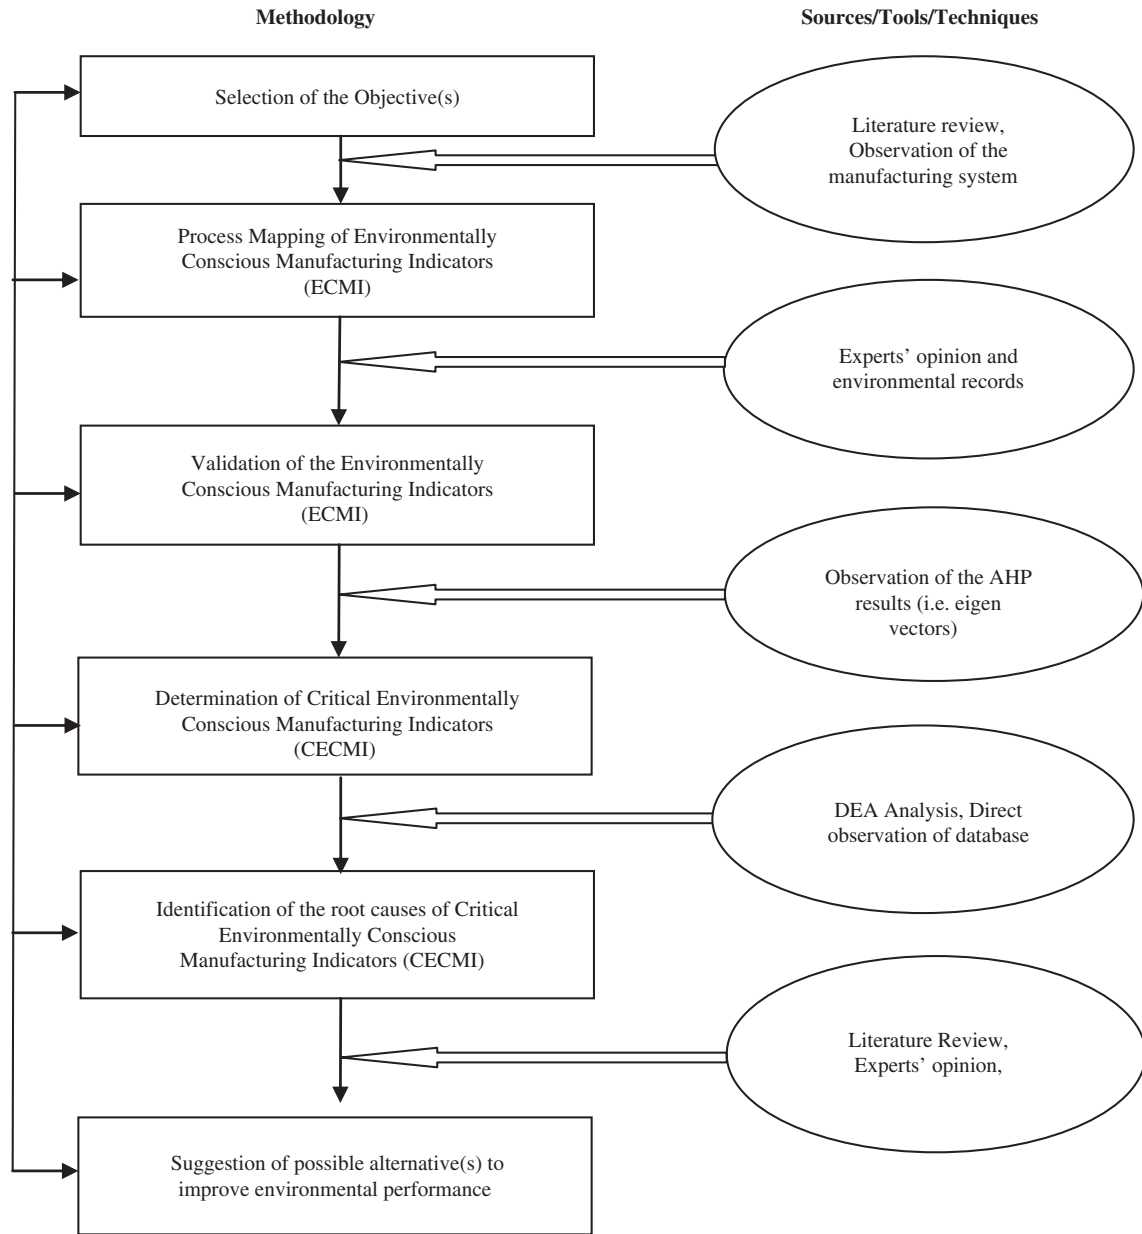 Methodology
Sources/Tools/Techniques
Selection of the Objective(s)
Literature review,
Observation of the
manufacturing system
Process Mapping of Environmentally
Conscious Manufacturing Indicators
(ECMI)
Experts’ opinion and
environmental records
Validation of the Environmentally
Conscious Manufacturing Indicators
(ECMI)
Observation of the AHP
results (i.e. eigen
vectors)
Determination of Critical Environmentally
Conscious Manufacturing Indicators
(CECMI)
DEA Analysis, Direct
observation of database
Identification of the root causes of Critical
Environmentally Conscious
Manufacturing Indicators (CECMI)
Literature Review,
Experts’ opinion,
Suggestion of possible alternative(s) to
improve environmental performance